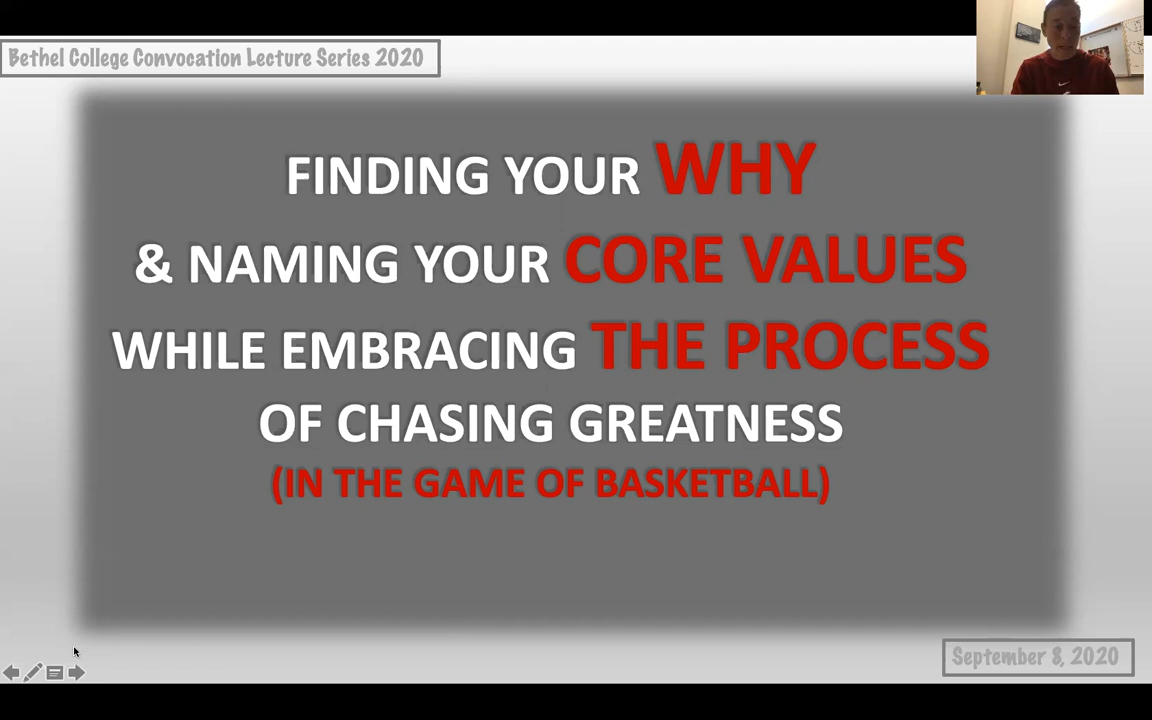 Bethel College Convocation Lecture Series 2020
FINDING YOUR WHY
& NAMING YOUR CORE VALUES
WHILE EMBRACING THE PROCESS
OF CHASING GREATNESS
(IN THE GAME OF BASKETBALL)
September 8, 2020